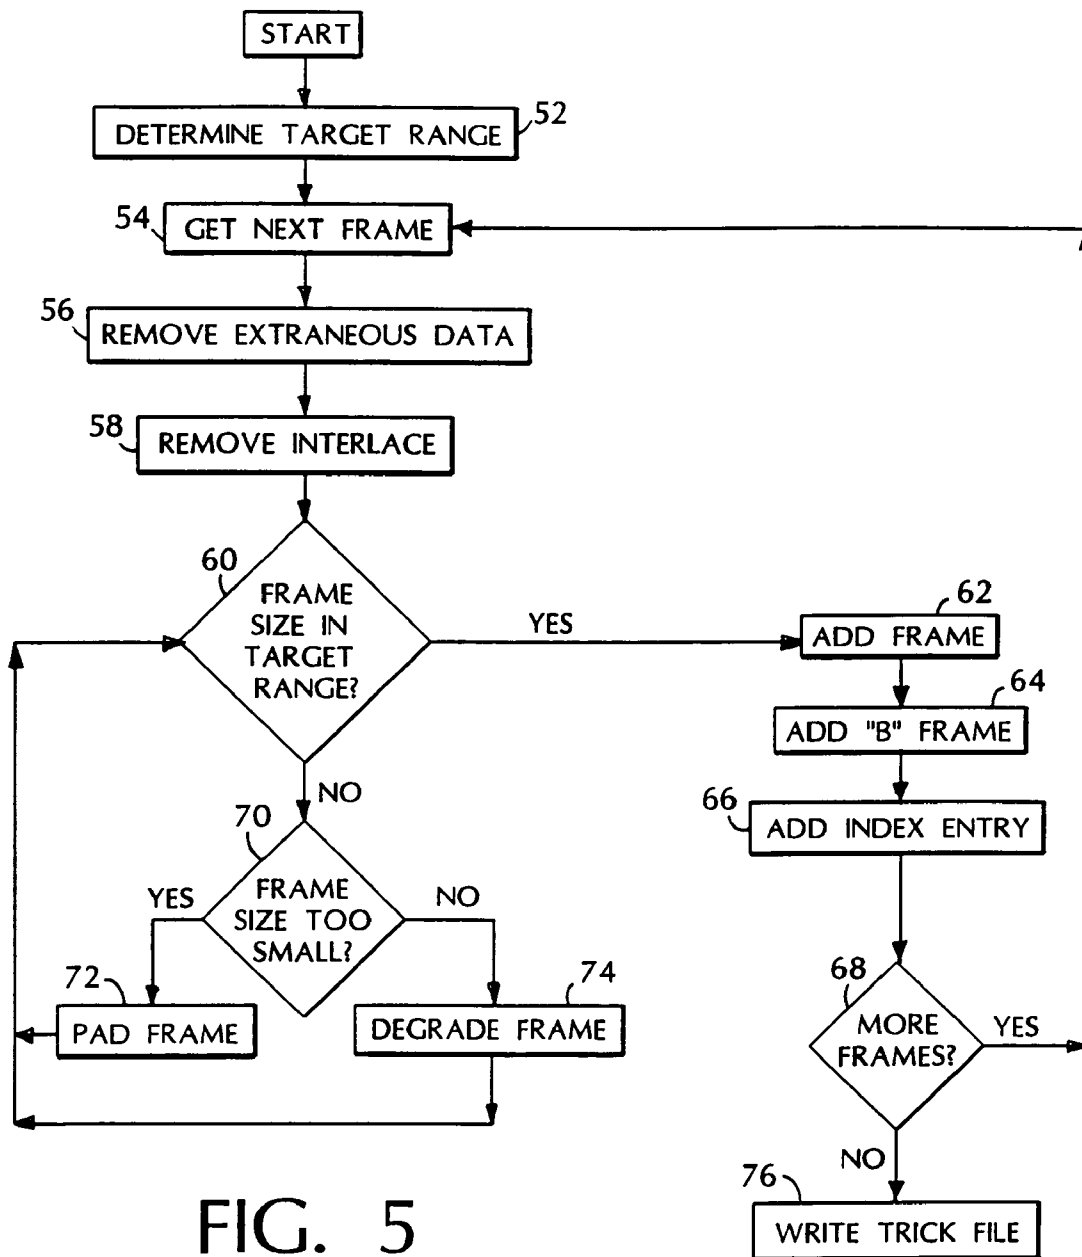 START
DETERMINE TARGET RANGE
52
54
GET NEXT FRAME
56
REMOVE EXTRANEOUS DATA
58
REMOVE INTERLACE
60
FRAME
SIZE IN
TARGET
RANGE?
YES
62
ADD FRAME
64
ADD "B" FRAME
66
ADD INDEX ENTRY
NO
70
FRAME
SIZE TOO
SMALL?
YES
NO
72
PAD FRAME
74
DEGRADE FRAME
68
MORE
FRAMES?
YES
NO
76
WRITE TRICK FILE
FIG. 5